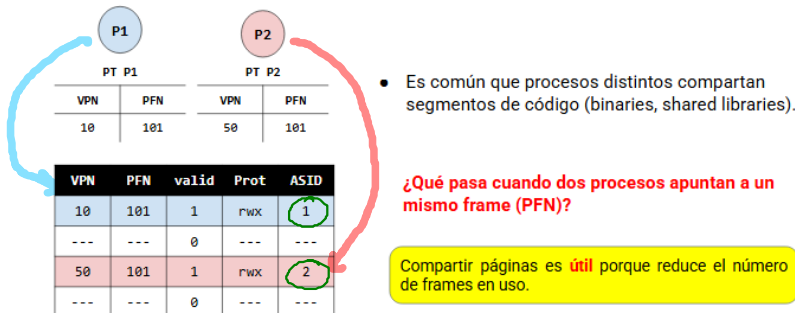 P1
P2
PT P1
PT P2
VPN PFN
VPN PFN
10 101
50 101
• Es común que procesos distintos compartan
segmentos de código (binaries, shared libraries).
VPN PFN valid Prot ASID
10 101 1 rwx 1
--- --- 0 --- ---
50 101 1 rwx 2
--- --- 0 --- ---
¿Qué pasa cuando dos procesos apuntan a un
mismo frame (PFN)?
Compartir páginas es útil porque reduce el número
de frames en uso.